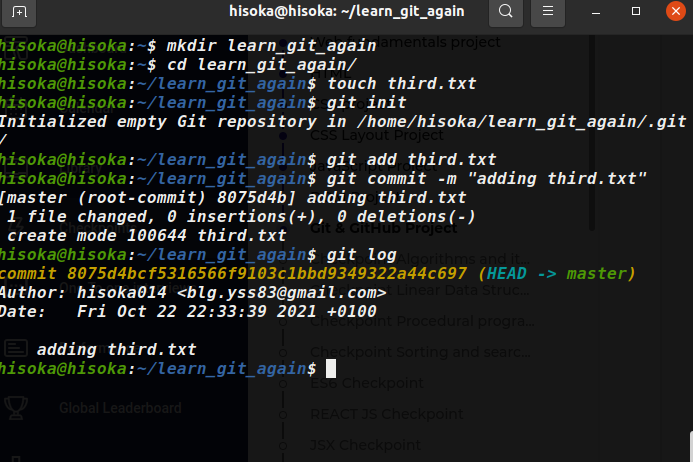 hisoka@hisoka: ~/learn_git_again
hisoka@hisoka:~$ mkdir learn_git_again
hisoka@hisoka:~$ cd learn_git_again/
hisoka@hisoka:~/learn_git_again$ touch third.txt
hisoka@hisoka:~/learn_git_again$ git init
Initialized empty Git repository in /home/hisoka/learn_git_again/.git
/
hisoka@hisoka:~/learn_git_again$ git add third.txt
hisoka@hisoka:~/learn_git_again$ git commit -m "adding third.txt"
[master (root-commit) 8075d4b] adding third.txt
 1 file changed, 0 insertions(+), 0 deletions(-)
 create mode 100644 third.txt
hisoka@hisoka:~/learn_git_again$ git log
commit 8075d4bcf5316566f9103c1bbd9349322a44c697 (HEAD -> master)
Author: hisoka014 <blg.yss83@gmail.com>
Date:   Fri Oct 22 22:33:39 2021 +0100

    adding third.txt
hisoka@hisoka:~/learn_git_again$
fundamentals project
CSS Layout Project
Git & GitHub Project
Algorithms and it...
Checkpoint Linear Data Struc...
Checkpoint Procedural progra...
Checkpoint Sorting and searc...
ES6 Checkpoint
Global Leaderboard
REACT JS Checkpoint
JSX Checkpoint